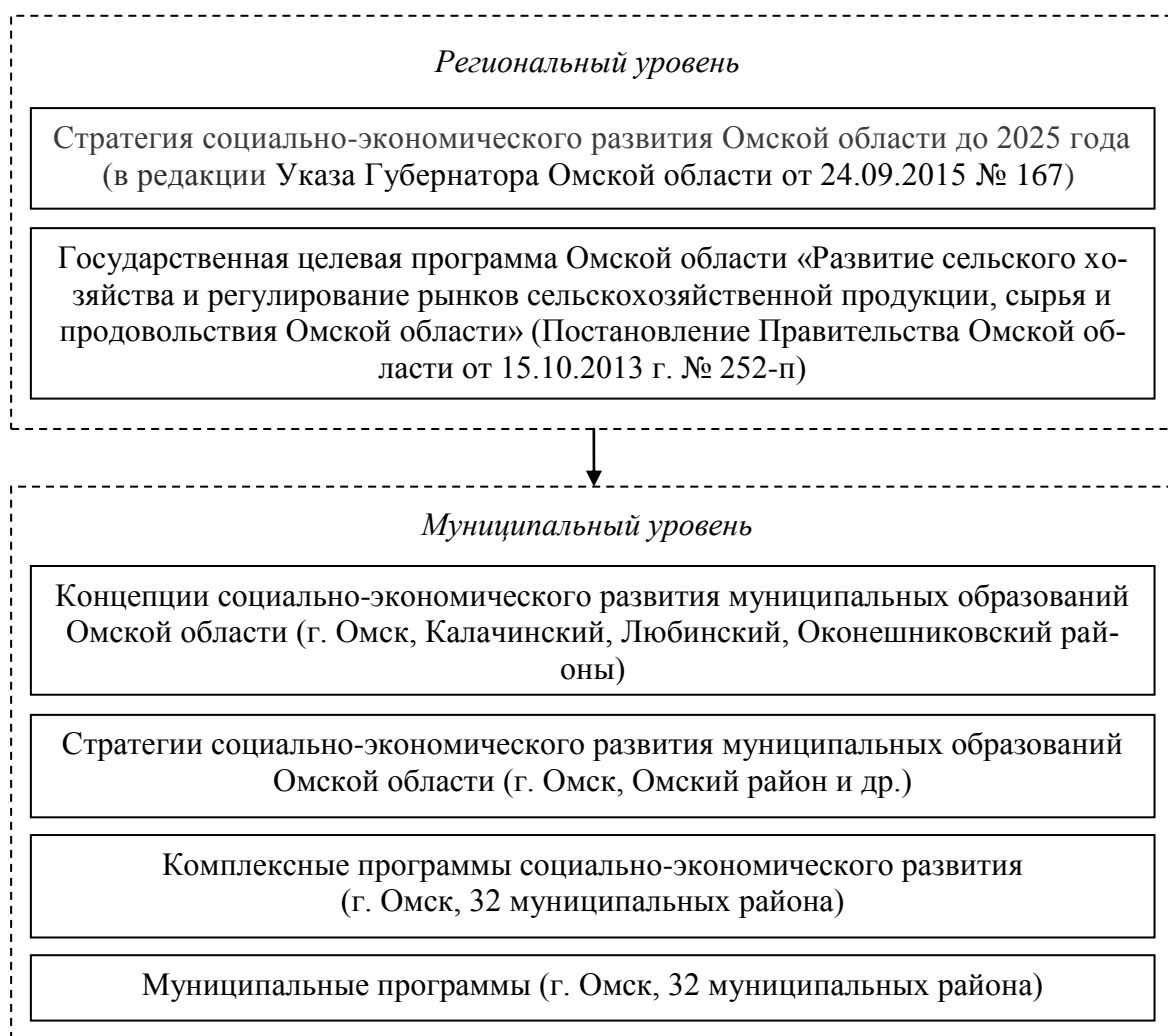 Региональный уровень
Стратегия социально-экономического развития Омской области до 2025 года
(в редакции Указа Губернатора Омской области от 24.09.2015 № 167)
Государственная целевая программа Омской области «Развитие сельского хо-
зяйства и регулирование рынков сельскохозяйственной продукции, сырья и
продовольствия Омской области» (Постановление Правительства Омской об-
ласти от 15.10.2013 г. № 252-п)
Муниципальный уровень
Концепции социально-экономического развития муниципальных образований
Омской области (г. Омск, Калачинский, Любинский, Оконешниковский рай-
оны)
Стратегии социально-экономического развития муниципальных образований
Омской области (г. Омск, Омский район и др.)
Комплексные программы социально-экономического развития
(г. Омск, 32 муниципальных района)
Муниципальные программы (г. Омск, 32 муниципальных района)